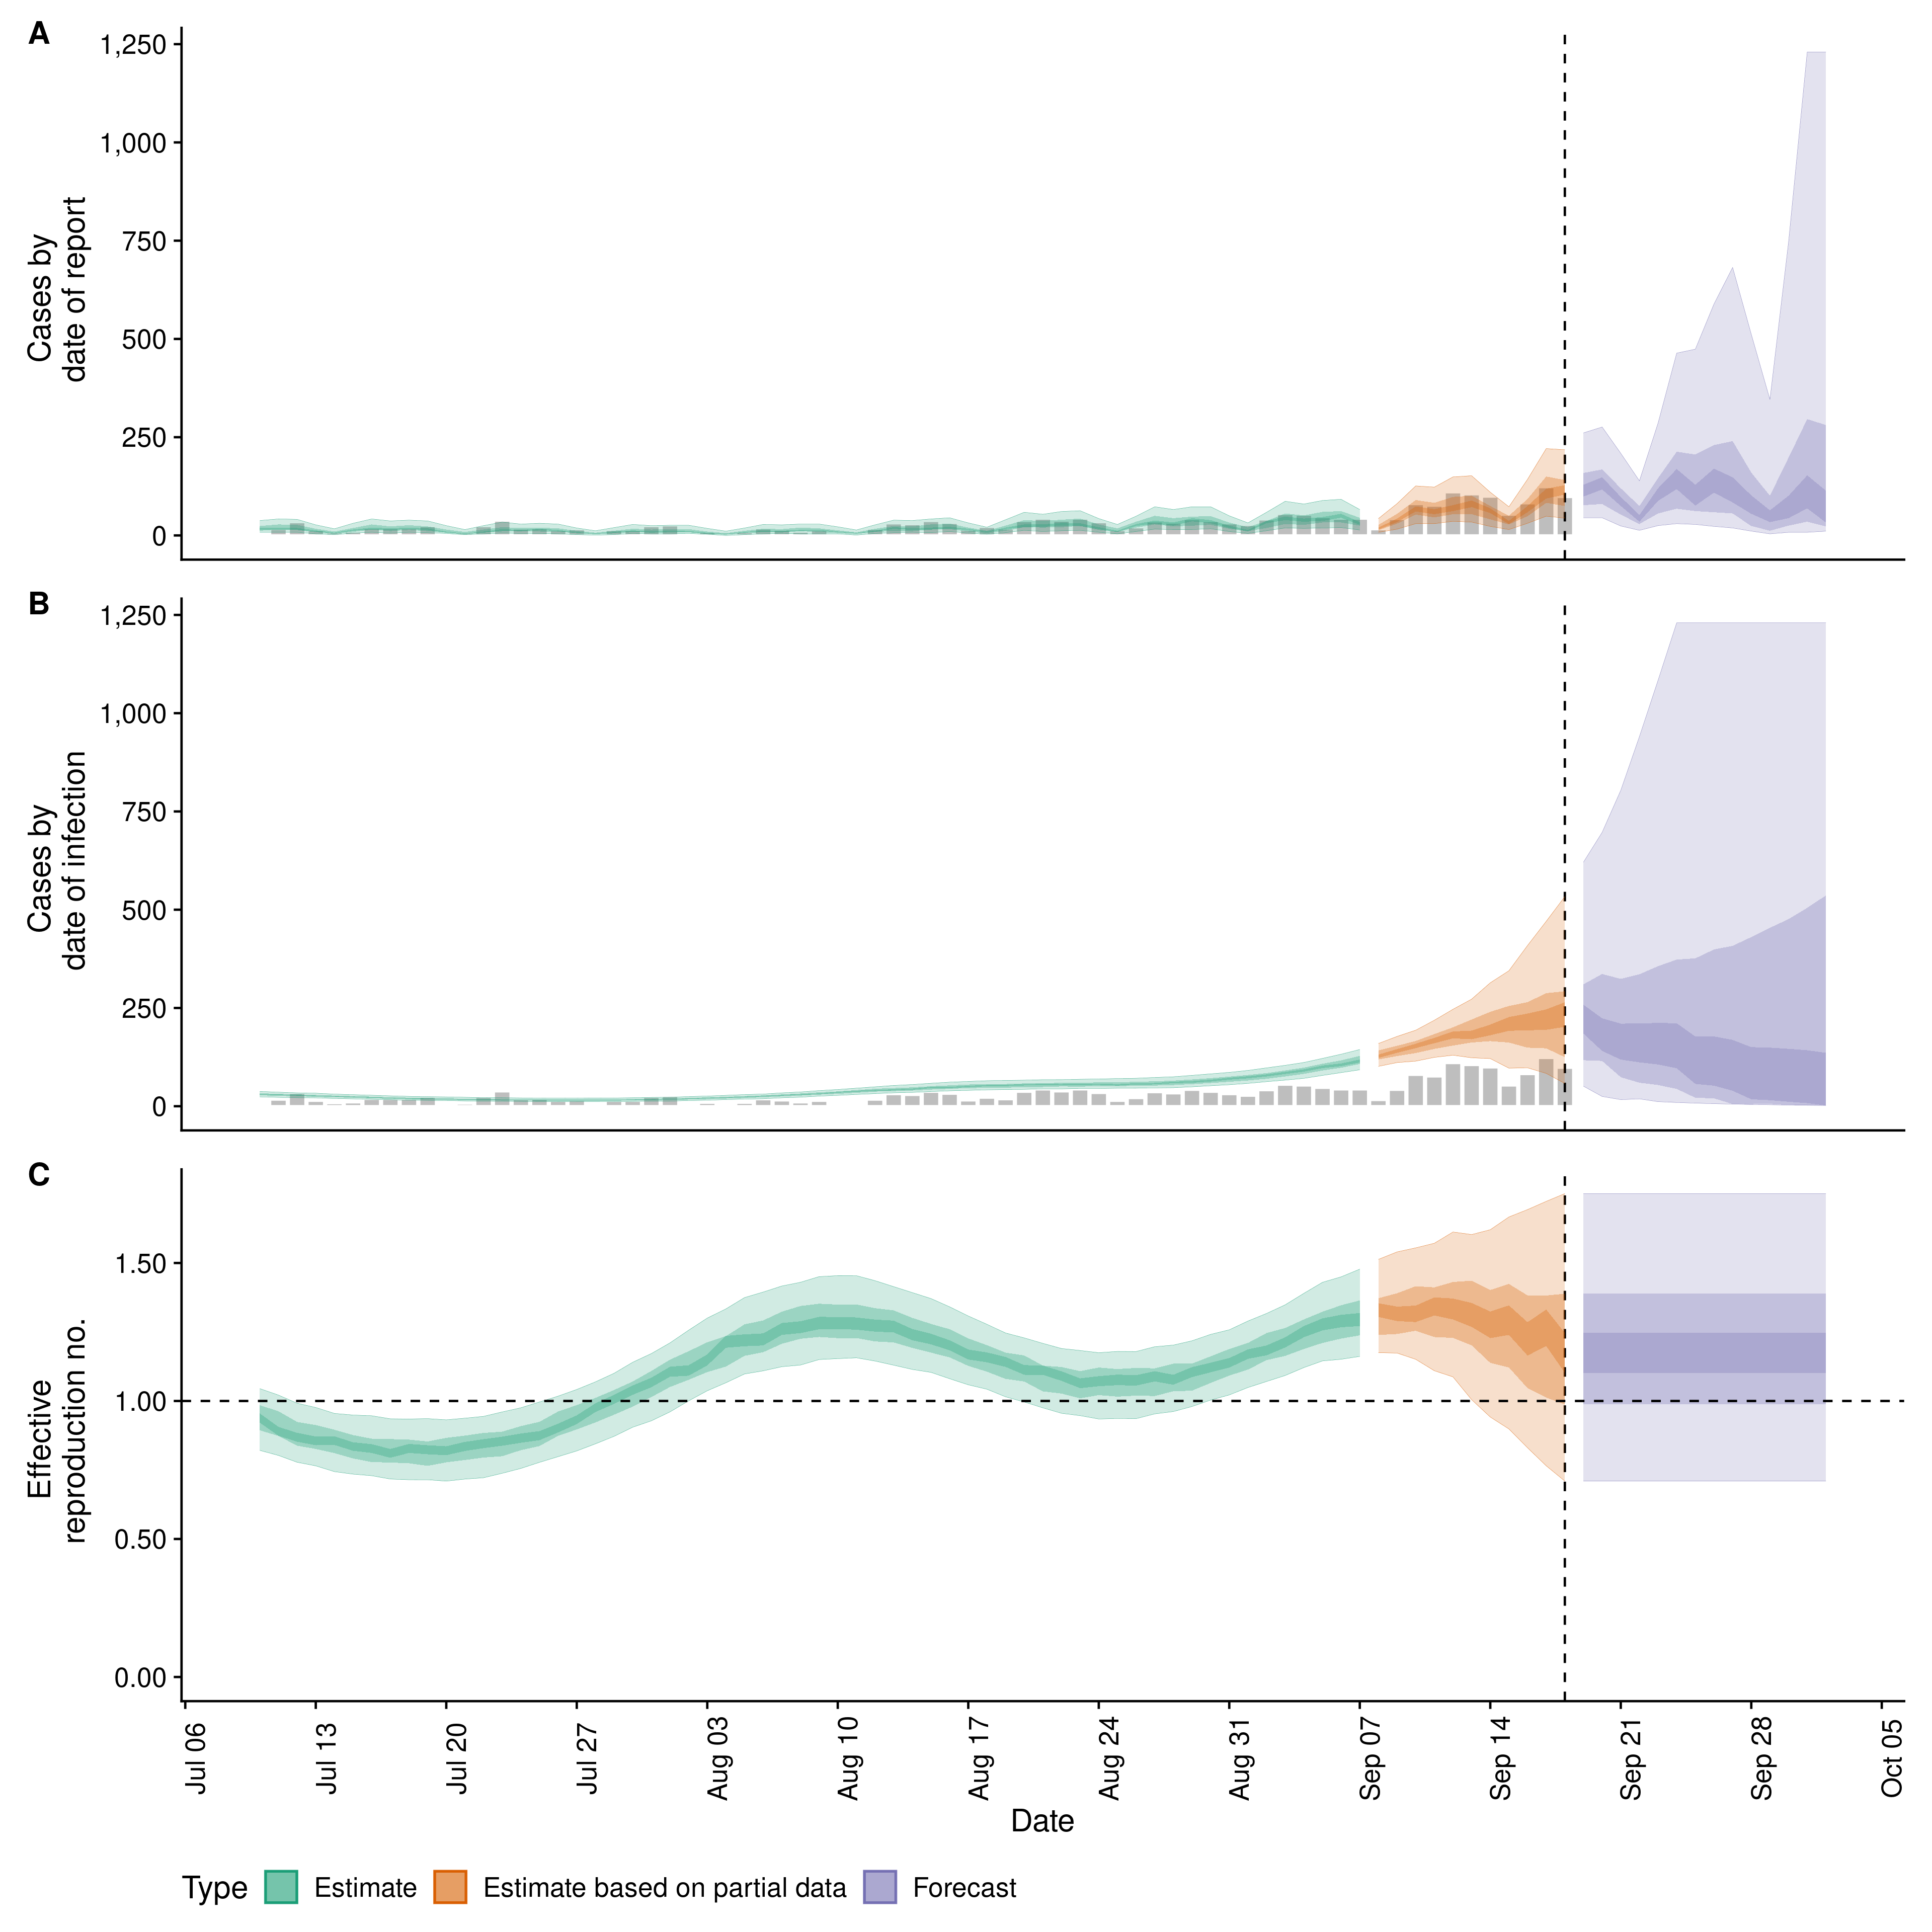 A
1,250
1,000
750
500
250
0
Cases by
date of report
B
1,250
1,000
750
500
250
0
Cases by
date of infection
C
1.50
1.00
0.50
0.00
Effective
reproduction no.
Jul 06
Jul 13
Jul 20
Jul 27
Aug 03
Aug 10
Aug 17
Aug 24
Aug 31
Sep 07
Sep 14
Sep 21
Sep 28
Oct 05
Date
Type
Estimate
Estimate based on partial data
Forecast